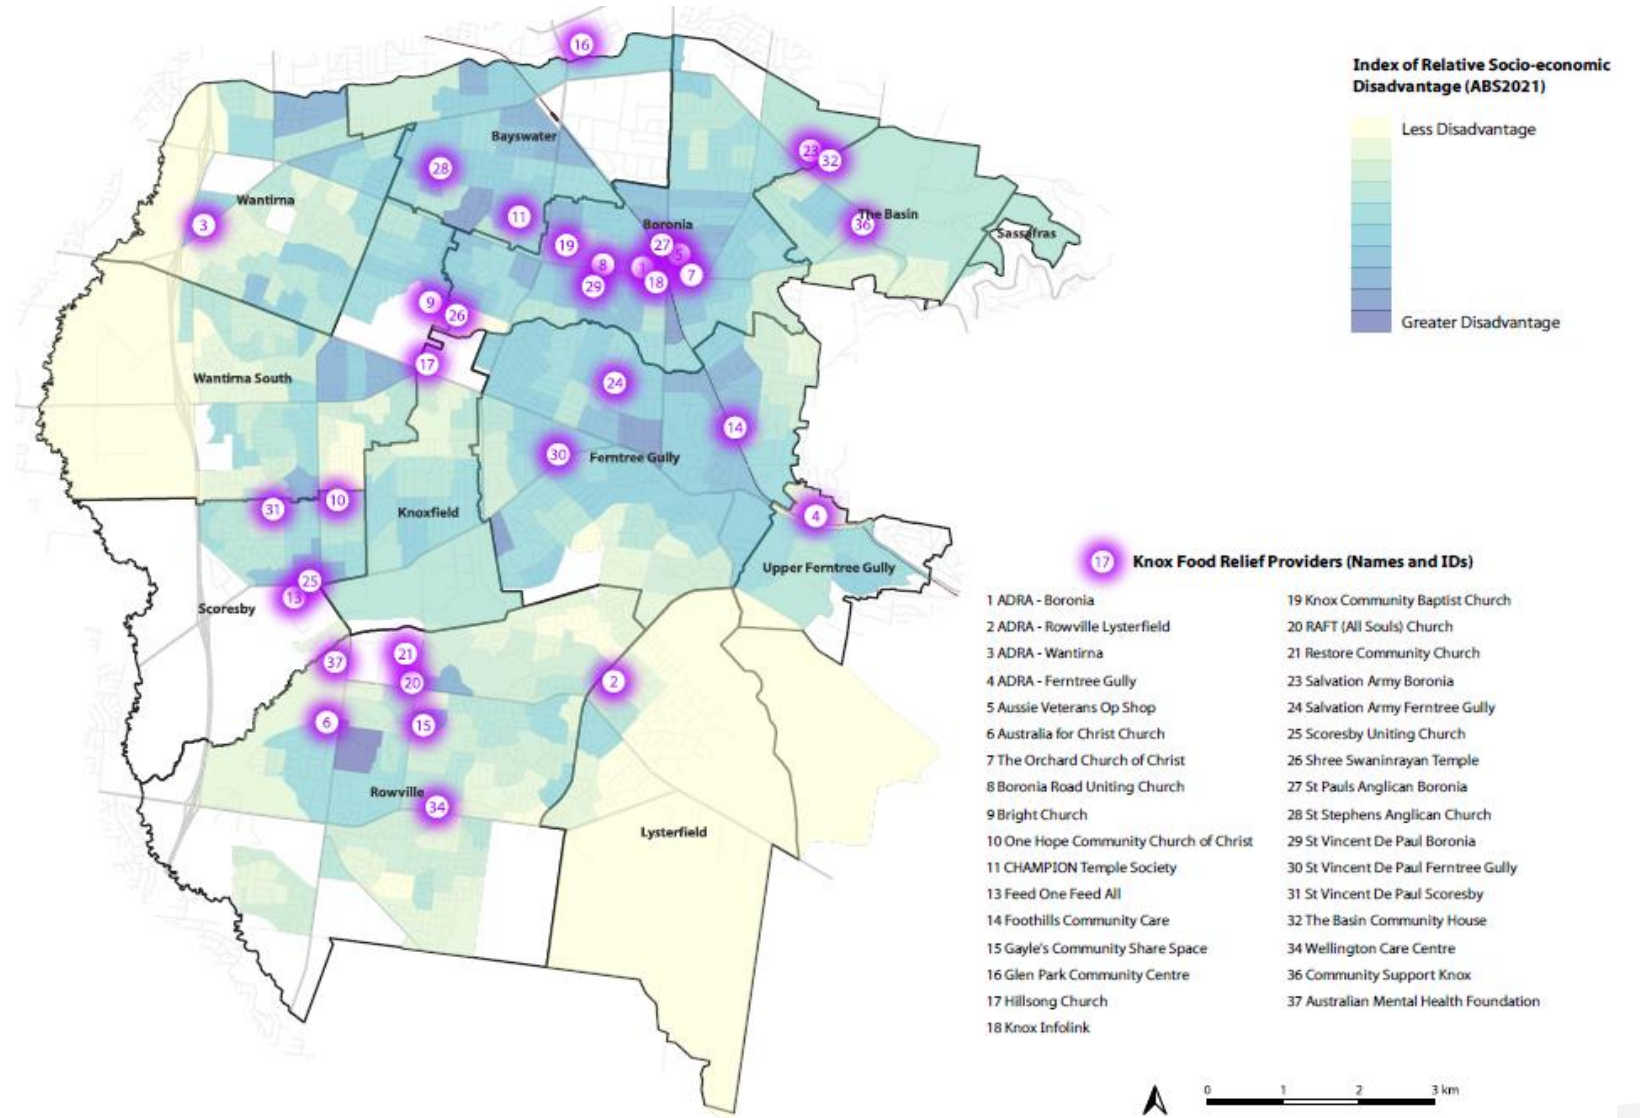 16
Index of Relative Socio-economic
Disadvantage (ABS2021)
Less Disadvantage
Greater Disadvantage
Bayswater
23
32
28
Wantirna
3
11
The Basin
36
Boronia
Sassafras
19
27
5
8
1
7
18
29
9
26
17
Wantirna South
24
14
30
Ferntree Gully
10
31
Knoxfield
4
Upper Ferntree Gully
25
13
Scoresby
21
37
20
2
6
15
Rowville
34
Lysterfield
17 Knox Food Relief Providers (Names and IDs)
1 ADRA - Boronia
2 ADRA - Rowville Lysterfield
3 ADRA - Wantirna
4 ADRA - Ferntree Gully
5 Aussie Veterans Op Shop
6 Australia for Christ Church
7 The Orchard Church of Christ
8 Boronia Road Uniting Church
9 Bright Church
10 One Hope Community Church of Christ
11 CHAMPION Temple Society
13 Feed One Feed All
14 Foothills Community Care
15 Gayle's Community Share Space
16 Glen Park Community Centre
17 Hillsong Church
18 Knox Infolink
19 Knox Community Baptist Church
20 RAFT (All Souls) Church
21 Restore Community Church
23 Salvation Army Boronia
24 Salvation Army Ferntree Gully
25 Scoresby Uniting Church
26 Shree Swaninrayan Temple
27 St Pauls Anglican Boronia
28 St Stephens Anglican Church
29 St Vincent De Paul Boronia
30 St Vincent De Paul Ferntree Gully
31 St Vincent De Paul Scoresby
32 The Basin Community House
34 Wellington Care Centre
36 Community Support Knox
37 Australian Mental Health Foundation
0 1 2 3 km